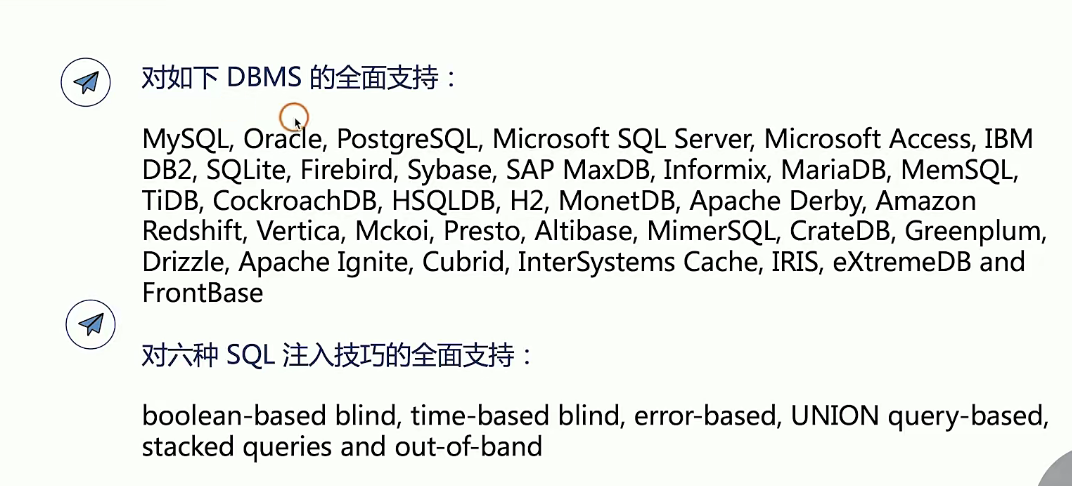 对如下 DBMS 的全面支持：
MySQL, Oracle, PostgreSQL, Microsoft SQL Server, Microsoft Access, IBM
DB2, SQLite, Firebird, Sybase, SAP MaxDB, Informix, MariaDB, MemSQL,
TiDB, CockroachDB, HSQLDB, H2, MonetDB, Apache Derby, Amazon
Redshift, Vertica, Mckoi, Presto, Altibase, MimerSQL, CrateDB, Greenplum,
Drizzle, Apache Ignite, Cubrid, InterSystems Cache, IRIS, eXtremeDB and
FrontBase
对六种 SQL 注入技巧的全面支持：
boolean-based blind, time-based blind, error-based, UNION query-based,
stacked queries and out-of-band